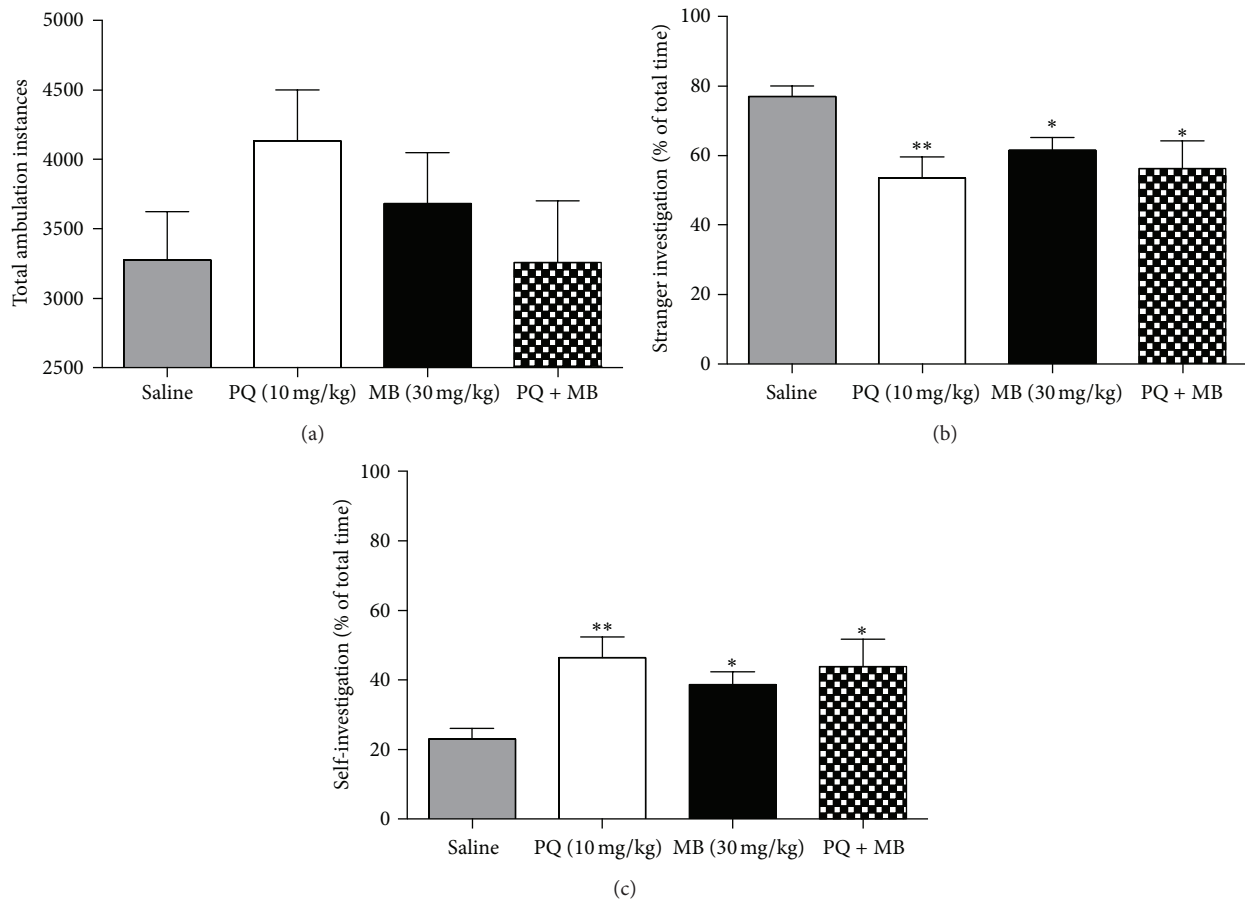 Total ambulation instances
5000
4500
4000
3500
3000
2500
Saline
PQ (10 mg/kg)
MB (30 mg/kg)
PQ + MB
(a)
Stranger investigation (% of total time)
100
80
60
40
20
0
**
*
*
Saline
PQ (10 mg/kg)
MB (30 mg/kg)
PQ + MB
(b)
Self-investigation (% of total time)
100
80
60
40
20
0
**
*
*
Saline
PQ (10 mg/kg)
MB (30 mg/kg)
PQ + MB
(c)